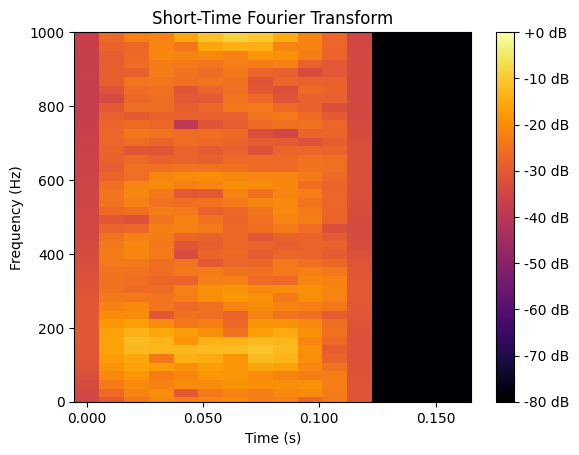 Short-Time Fourier Transform
Frequency (Hz)
1000
800
600
400
200
0
0.000
0.050
0.100
0.150
Time (s)
+0 dB
-10 dB
-20 dB
-30 dB
-40 dB
-50 dB
-60 dB
-70 dB
-80 dB